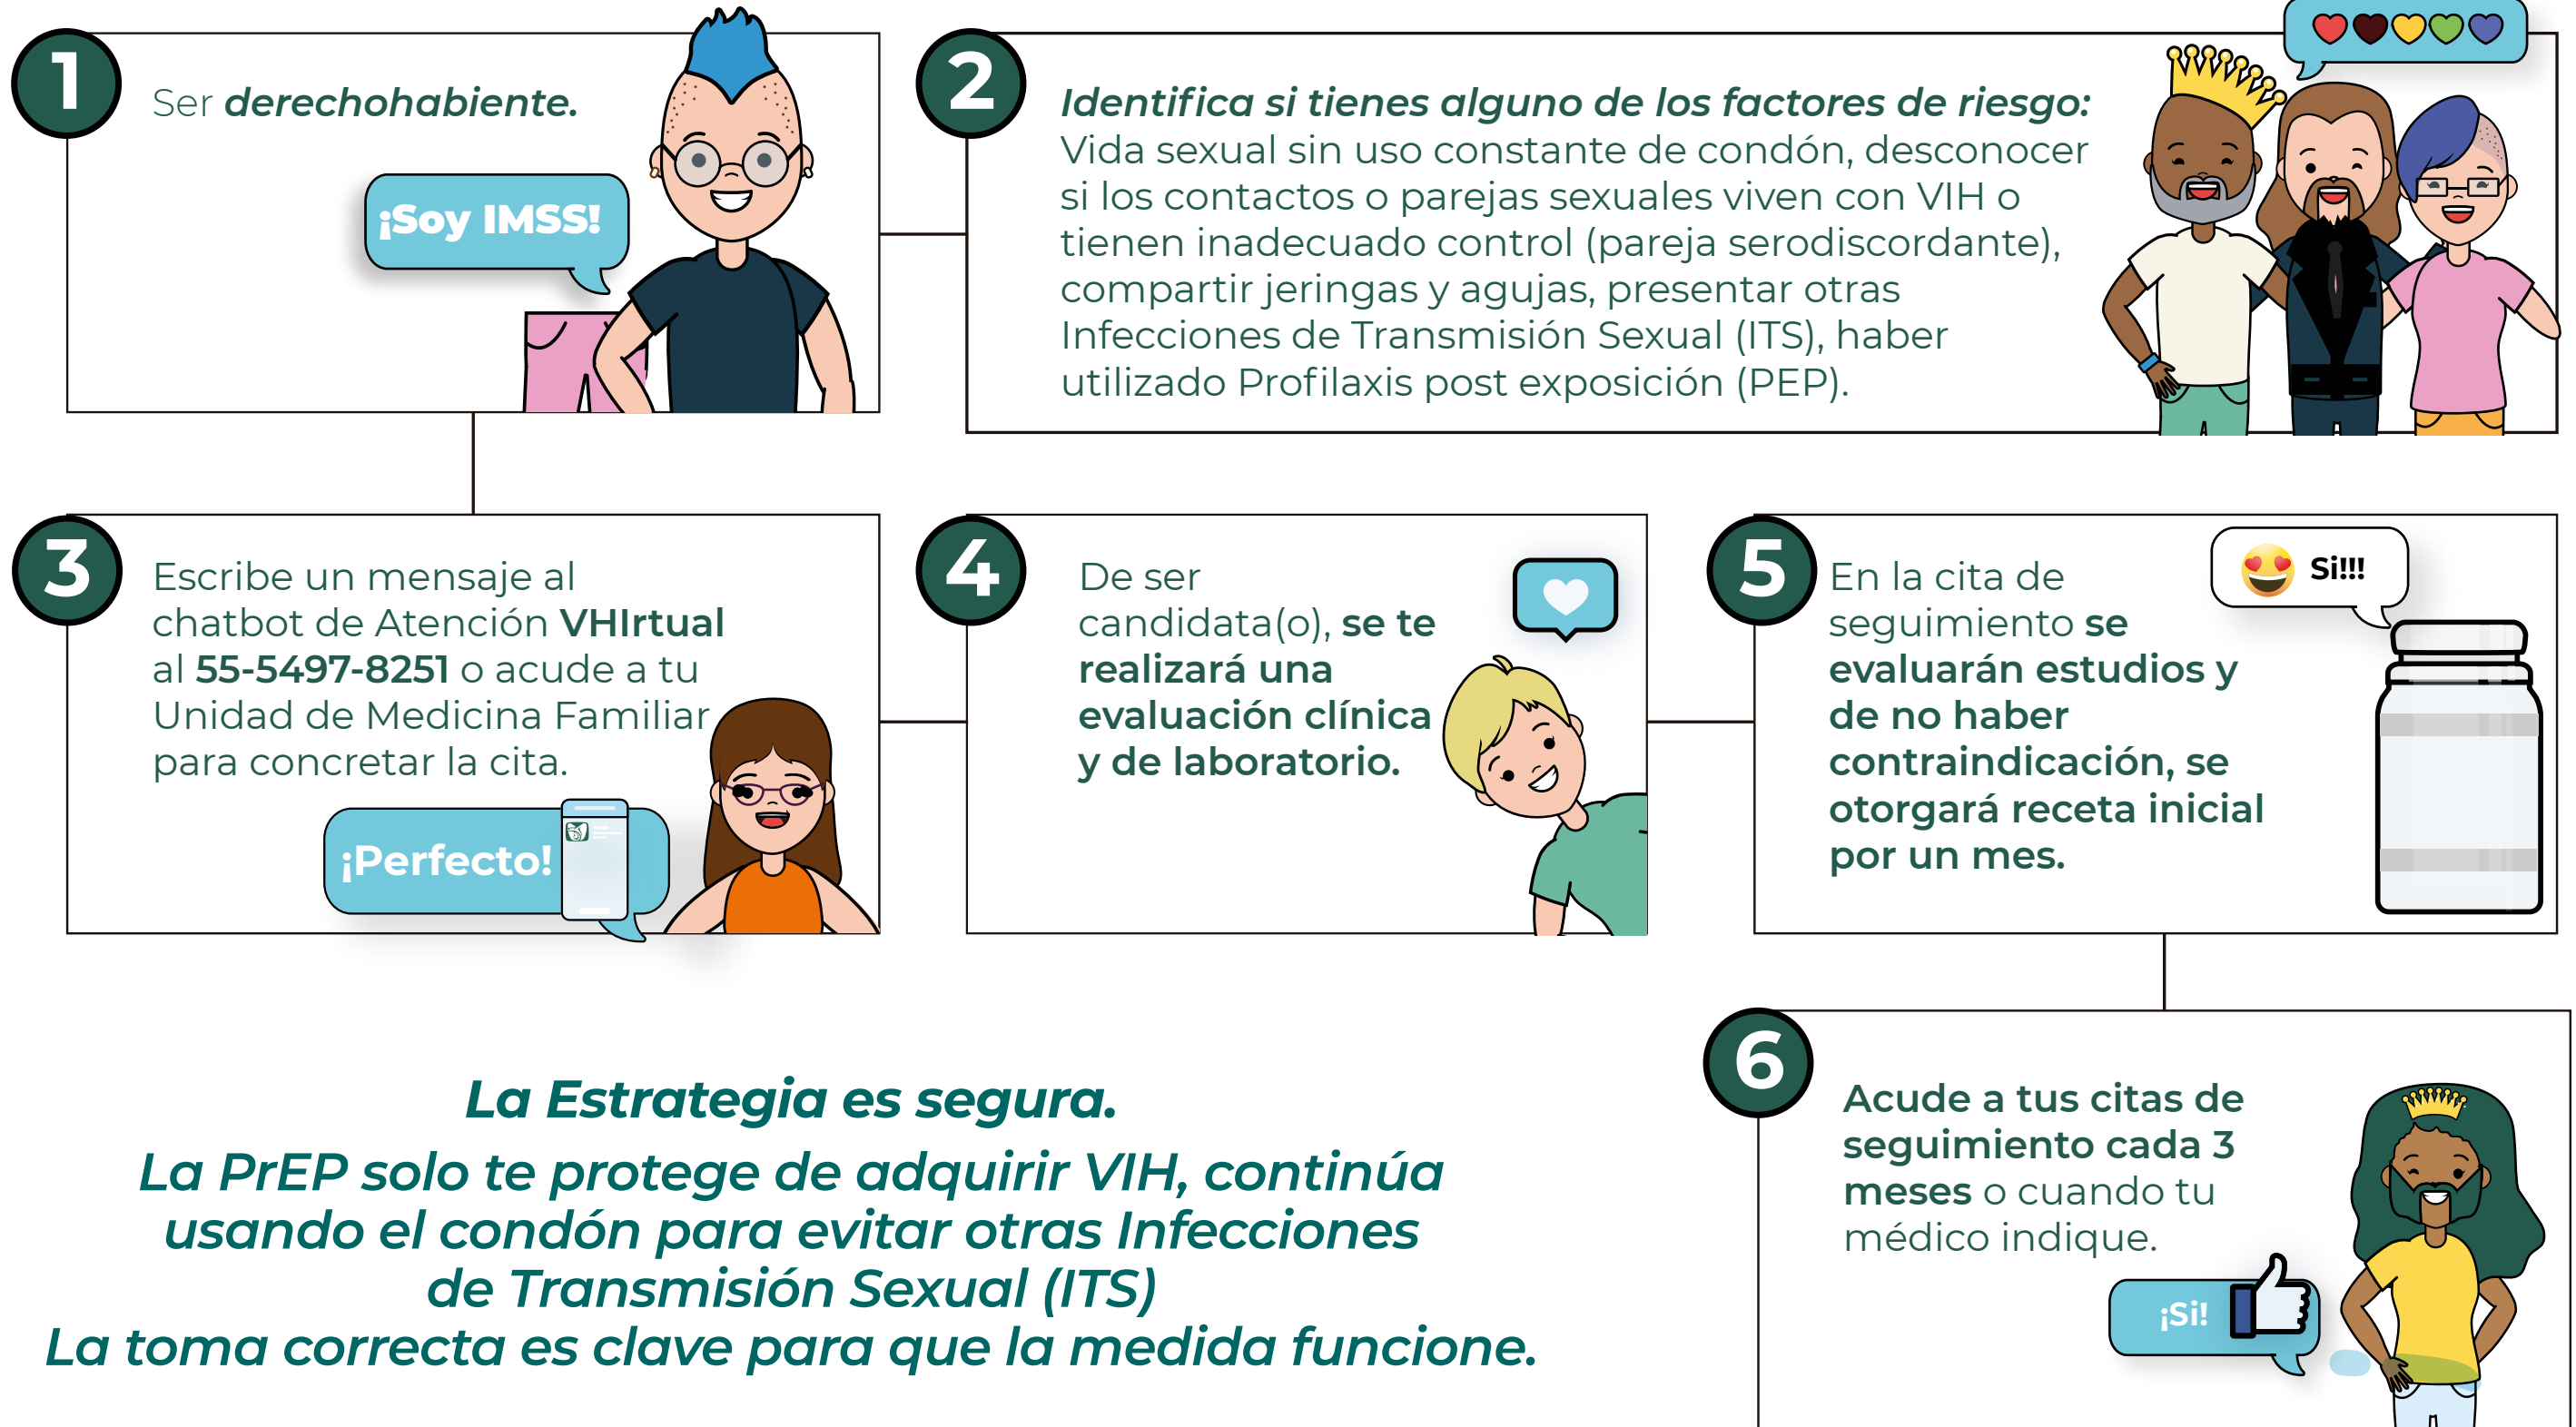 1
Ser derechohabiente.
¡Soy IMSS!
2
Identifica si tienes alguno de los factores de riesgo:
Vida sexual sin uso constante de condón, desconocer
si los contactos o parejas sexuales viven con VIH o
tienen inadecuado control (pareja serodiscordante),
compartir jeringas y agujas, presentar otras
Infecciones de Transmisión Sexual (ITS), haber
utilizado Profilaxis post exposición (PEP).
3
Escribe un mensaje al
chatbot de Atención VHIrtual
al 55-5497-8251 o acude a tu
Unidad de Medicina Familiar
para concretar la cita.
¡Perfecto!
4
De ser
candidata(o), se te
realizará una
evaluación clínica
y de laboratorio.
5
En la cita de
seguimiento se
evaluarán estudios y
de no haber
contraindicación, se
otorgará receta inicial
por un mes.
Si!!!
6
Acude a tus citas de
seguimiento cada 3
meses o cuando tu
médico indique.
¡Si!
La Estrategia es segura.
La PrEP solo te protege de adquirir VIH, continúa
usando el condón para evitar otras Infecciones
de Transmisión Sexual (ITS)
La toma correcta es clave para que la medida funcione.